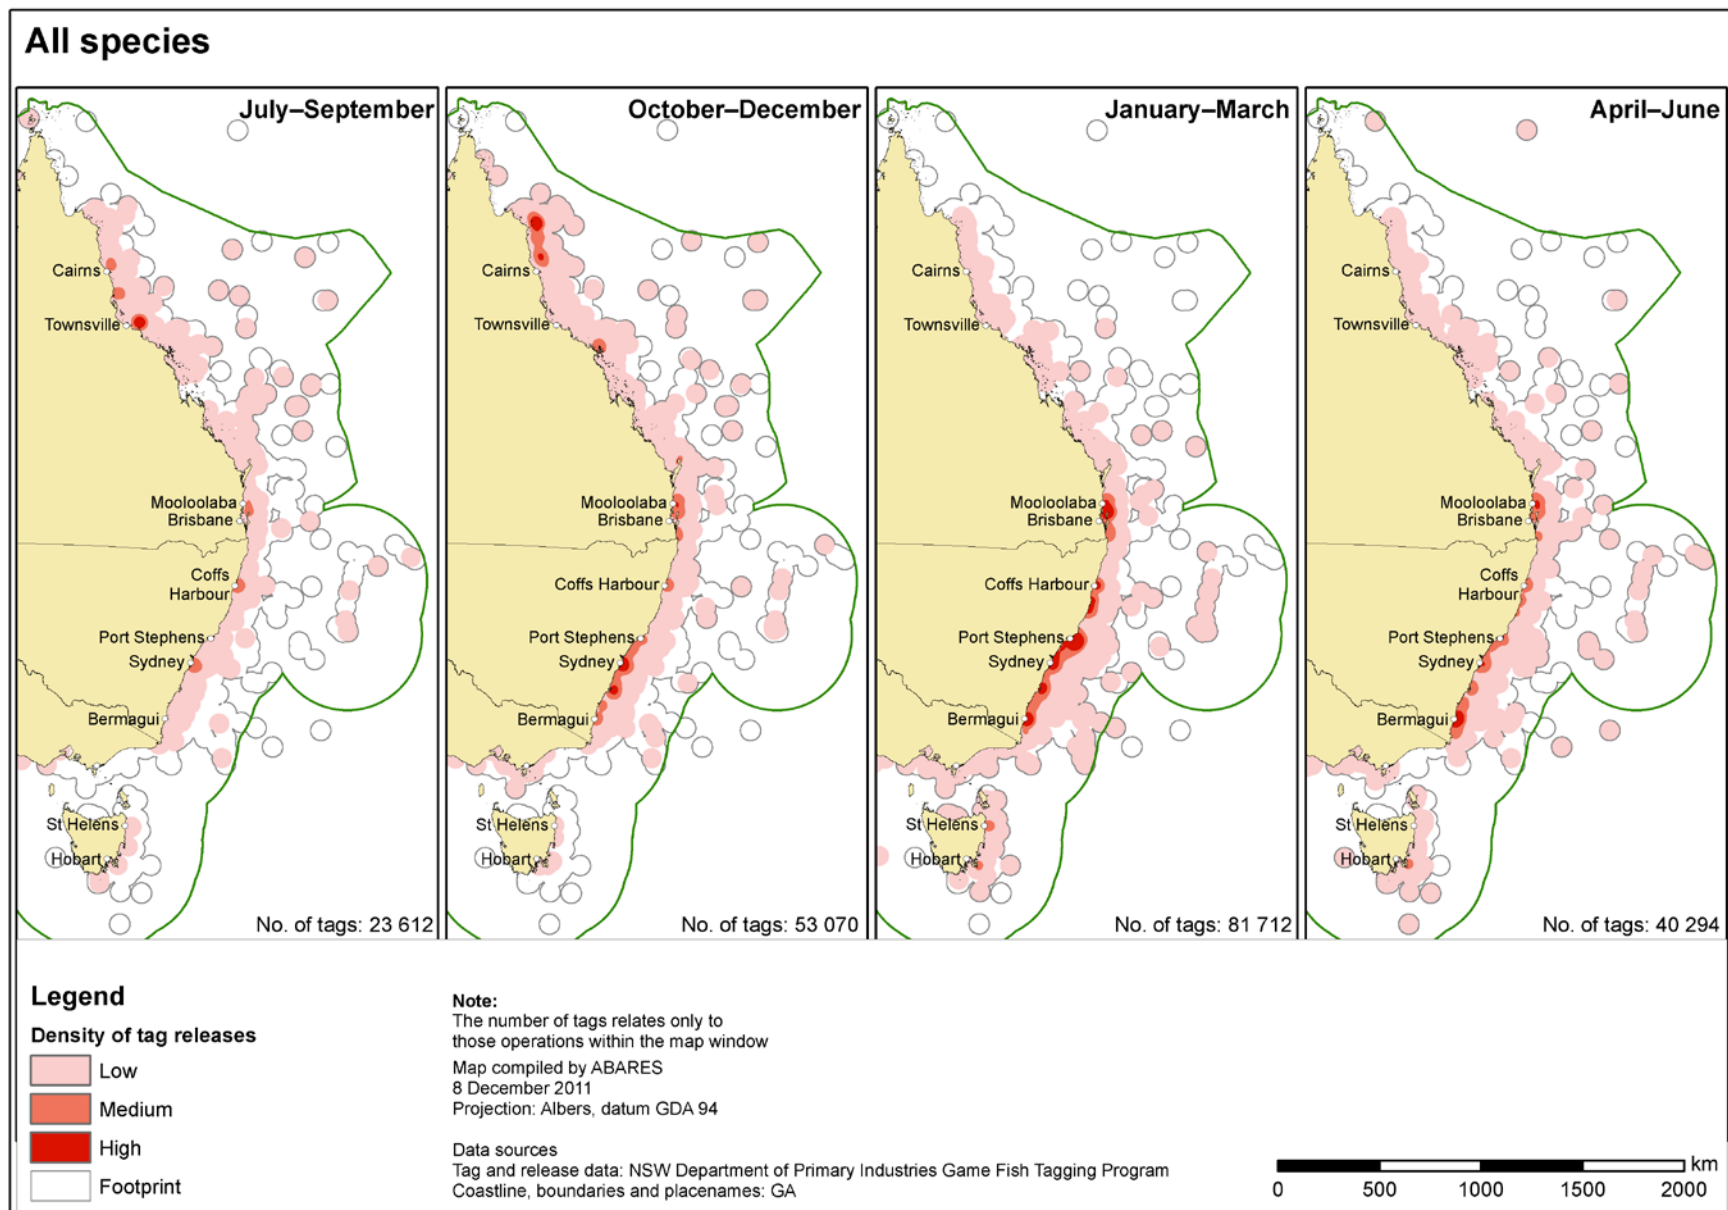 All species
July–September
Cairns
Townsville
Mooloolaba
Brisbane
Coffs
Harbour
Port Stephens
Sydney
Bermagui
St Helens
Hobart
No. of tags: 23 612
October–December
Cairns
Townsville
Mooloolaba
Brisbane
Coffs Harbour
Port Stephens
Sydney
Bermagui
St Helens
Hobart
No. of tags: 53 070
January–March
Cairns
Townsville
Mooloolaba
Brisbane
Coffs Harbour
Port Stephens
Sydney
Bermagui
St Helens
Hobart
No. of tags: 81 712
April–June
Cairns
Townsville
Mooloolaba
Brisbane
Coffs
Harbour
Port Stephens
Sydney
Bermagui
St Helens
Hobart
No. of tags: 40 294
Legend
Density of tag releases
Low
Medium
High
Footprint
Note:
The number of tags relates only to
those operations within the map window
Map compiled by ABARES
8 December 2011
Projection: Albers, datum GDA 94
Data sources
Tag and release data: NSW Department of Primary Industries Game Fish Tagging Program
Coastline, boundaries and placenames: GA
km
0 500 1000 1500 2000